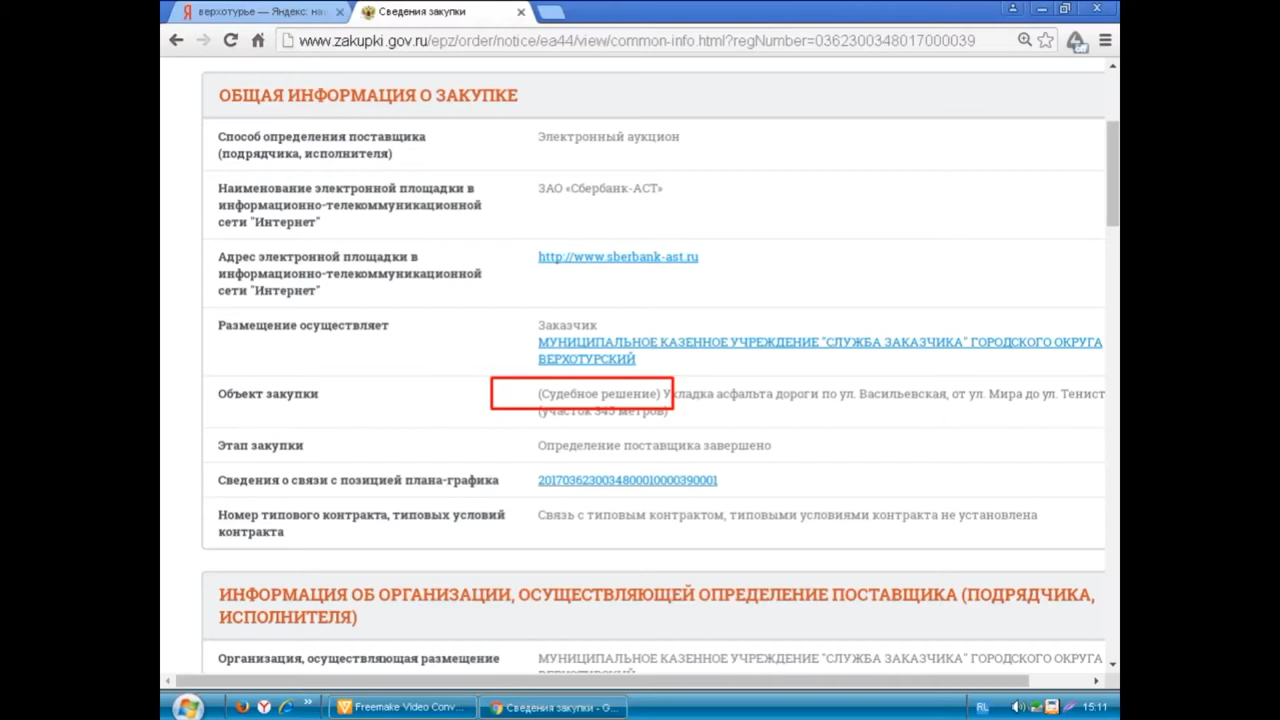 верхотурье — Яндекс: на
Сведения закупки
www.zakupki.gov.ru/epz/order/notice/ea44/view/common-info.html?regNumber=0362300348017000039
ОБЩАЯ ИНФОРМАЦИЯ О ЗАКУПКЕ
Способ определения поставщика
(подрядчика, исполнителя)
Электронный аукцион
Наименование электронной площадки в
информационно-телекоммуникационной
сети "Интернет"
ЗАО «Сбербанк-АСТ»
Адрес электронной площадки в
информационно-телекоммуникационной
сети "Интернет"
http://www.sberbank-ast.ru
Размещение осуществляет
Заказчик
МУНИЦИПАЛЬНОЕ КАЗЕННОЕ УЧРЕЖДЕНИЕ "СЛУЖБА ЗАКАЗЧИКА" ГОРОДСКОГО ОКРУГА
ВЕРХОТУРСКИЙ
Объект закупки
(Судебное решение) Укладка асфальта дороги по ул. Васильевская, от ул. Мира до ул. Тенист
(участок 345 метров)
Этап закупки
Определение поставщика завершено
Сведения о связи с позицией плана-графика
2017036230034800010000390001
Номер типового контракта, типовых условий
контракта
Связь с типовым контрактом, типовыми условиями контракта не установлена
ИНФОРМАЦИЯ ОБ ОРГАНИЗАЦИИ, ОСУЩЕСТВЛЯЮЩЕЙ ОПРЕДЕЛЕНИЕ ПОСТАВЩИКА (ПОДРЯДЧИКА,
ИСПОЛНИТЕЛЯ)
Организация, осуществляющая размещение
МУНИЦИПАЛЬНОЕ КАЗЕННОЕ УЧРЕЖДЕНИЕ "СЛУЖБА ЗАКАЗЧИКА" ГОРОДСКОГО ОКРУГА
ВЕРХОТУРСКИЙ
Freemake Video Conv...
Сведения закупки - G...
RL
15:11